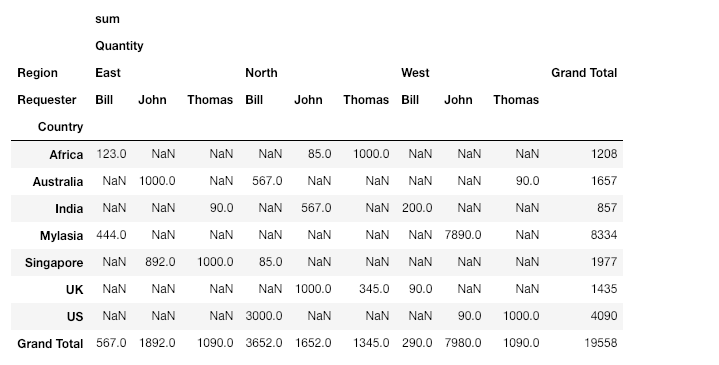 sum
Quantity
Region East North West Grand Total
Requester Bill John Thomas Bill John Thomas Bill John Thomas
Country
Africa 123.0 NaN NaN NaN 85.0 1000.0 NaN NaN NaN 1208
Australia NaN 1000.0 NaN 567.0 NaN NaN NaN NaN 90.0 1657
India NaN NaN 90.0 NaN 567.0 NaN 200.0 NaN NaN 857
Mylasia 444.0 NaN NaN NaN NaN NaN NaN 7890.0 NaN 8334
Singapore NaN 892.0 1000.0 85.0 NaN NaN NaN NaN NaN 1977
UK NaN NaN NaN NaN 1000.0 345.0 90.0 NaN NaN 1435
US NaN NaN NaN 3000.0 NaN NaN NaN 90.0 1000.0 4090
Grand Total 567.0 1892.0 1090.0 3652.0 1652.0 1345.0 290.0 7980.0 1090.0 19558